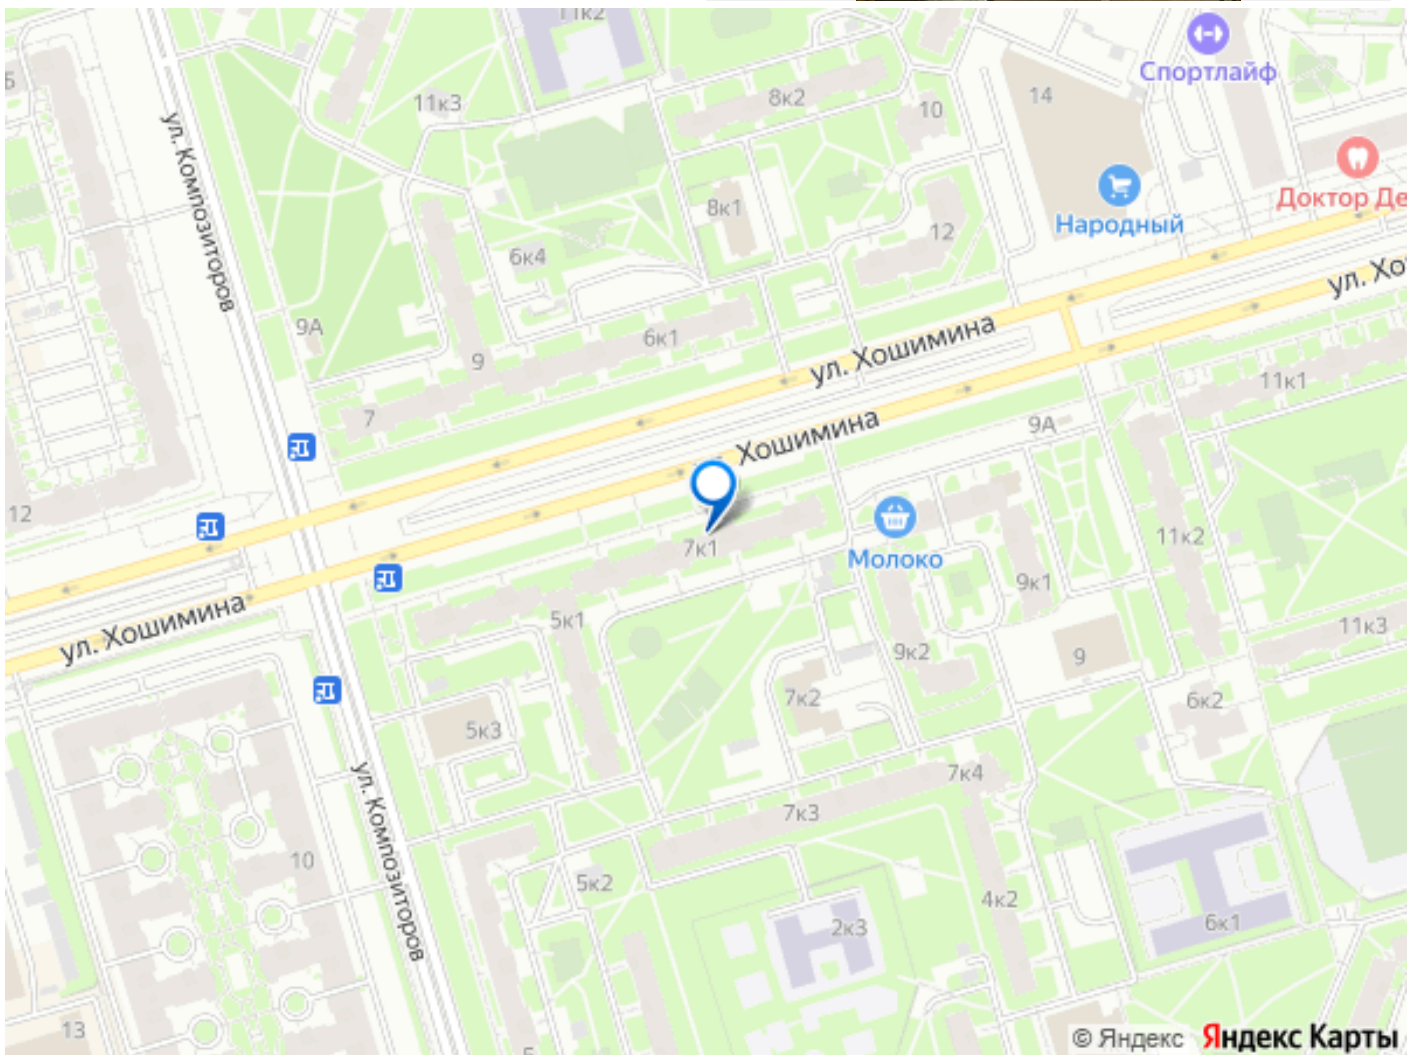 11к2
Спортлайф
Б
11к3
8к2
10
14
ул. Композиторов
Доктор Де
8к1
Народный
12
6к4
ул. Хо
9А
6к1
9
ул. Хошимина
11к1
7
Хошимина
9А
12
7к1
Молоко
11к2
9к1
ул. Хошимина
5к1
11к3
9к2
9
7к2
6к2
5к3
7к4
ул. Композиторов
7к3
10
5к2
4к2
2к3
6к1
13
© Яндекс Яндекс Карты